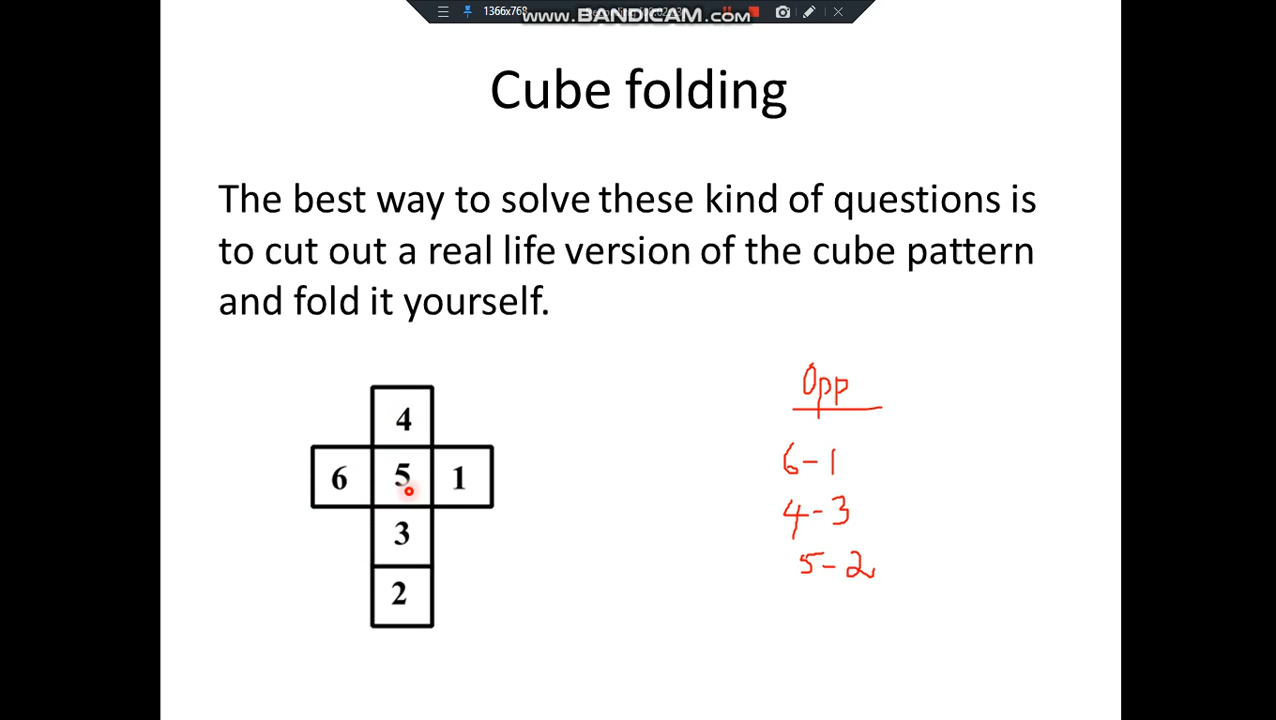 1366x768
www.BANDICAM.com
Cube folding
The best way to solve these kind of questions is
to cut out a real life version of the cube pattern
and fold it yourself.
Opp
4
6 5 1
6-1
3
4-3
5-2
2